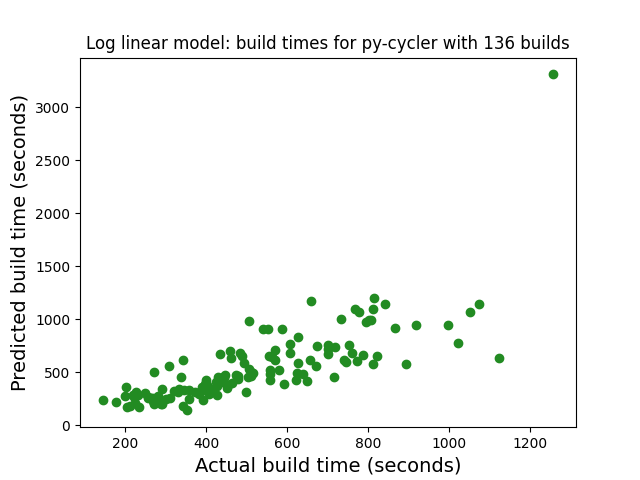 Log linear model: build times for py-cycler with 136 builds
3000
2500
2000
1500
1000
500
0
Predicted build time (seconds)
200 400 600 800 1000 1200
Actual build time (seconds)